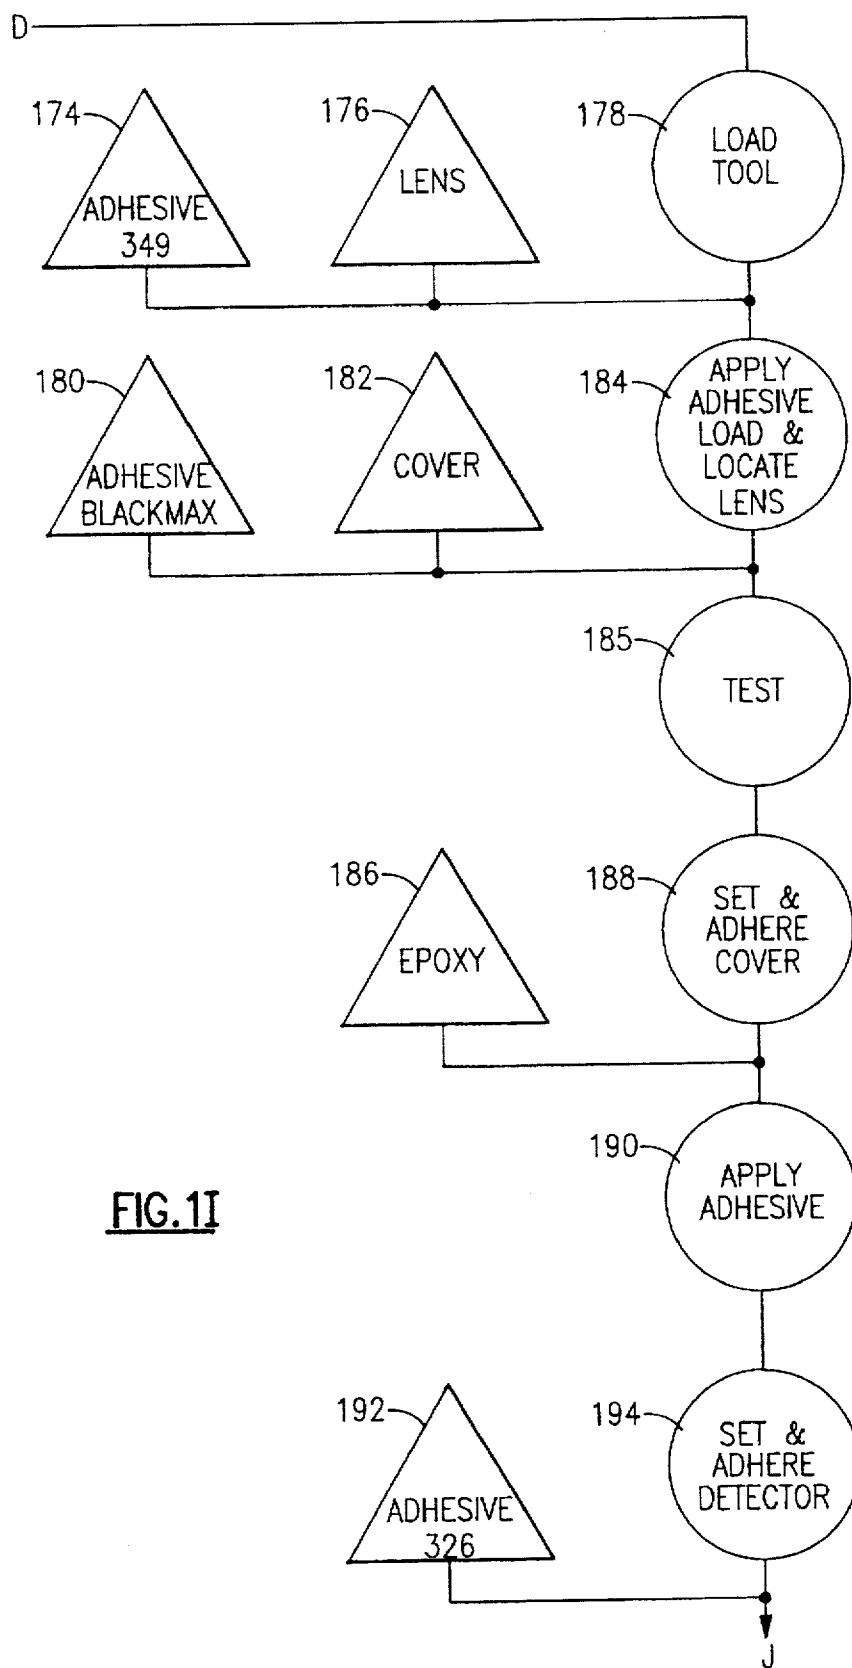 D
174
176
178
LOAD
TOOL
LENS
ADHESIVE
349
180
182
184
APPLY
ADHESIVE
LOAD &
LOCATE
LENS
ADHESIVE
BLACKMAX
COVER
185
TEST
186
188
SET &
ADHERE
COVER
EPOXY
190
APPLY
ADHESIVE
FIG.1I
192
194
SET &
ADHERE
DETECTOR
ADHESIVE
326
J